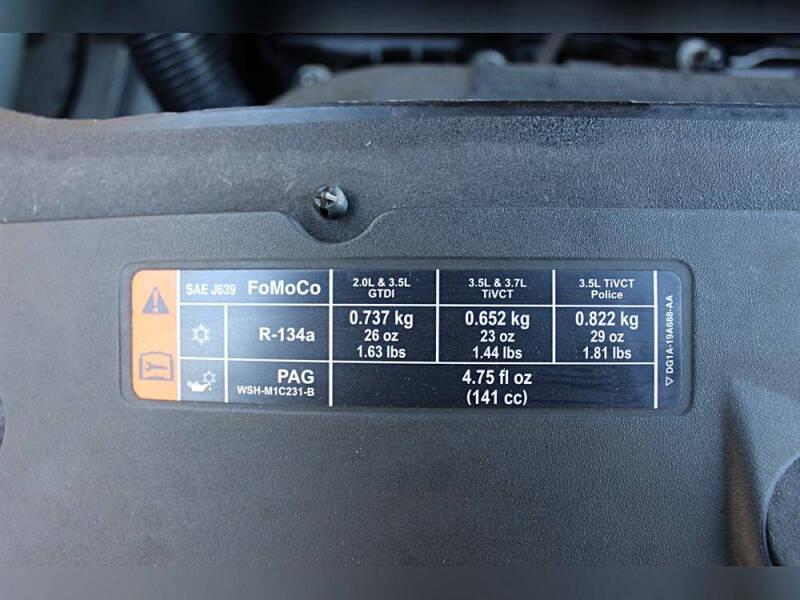 SAE J639 FoMoCo
2.0L & 3.5L
GTDI
3.5L & 3.7L
TiVCT
3.5L TiVCT
Police
R-134a
0.737 kg
26 oz
1.63 lbs
0.652 kg
23 oz
1.44 lbs
0.822 kg
29 oz
1.81 lbs
PAG
WSH-M1C231-B
4.75 fl oz
(141 cc)
DG1A-19A688-AA